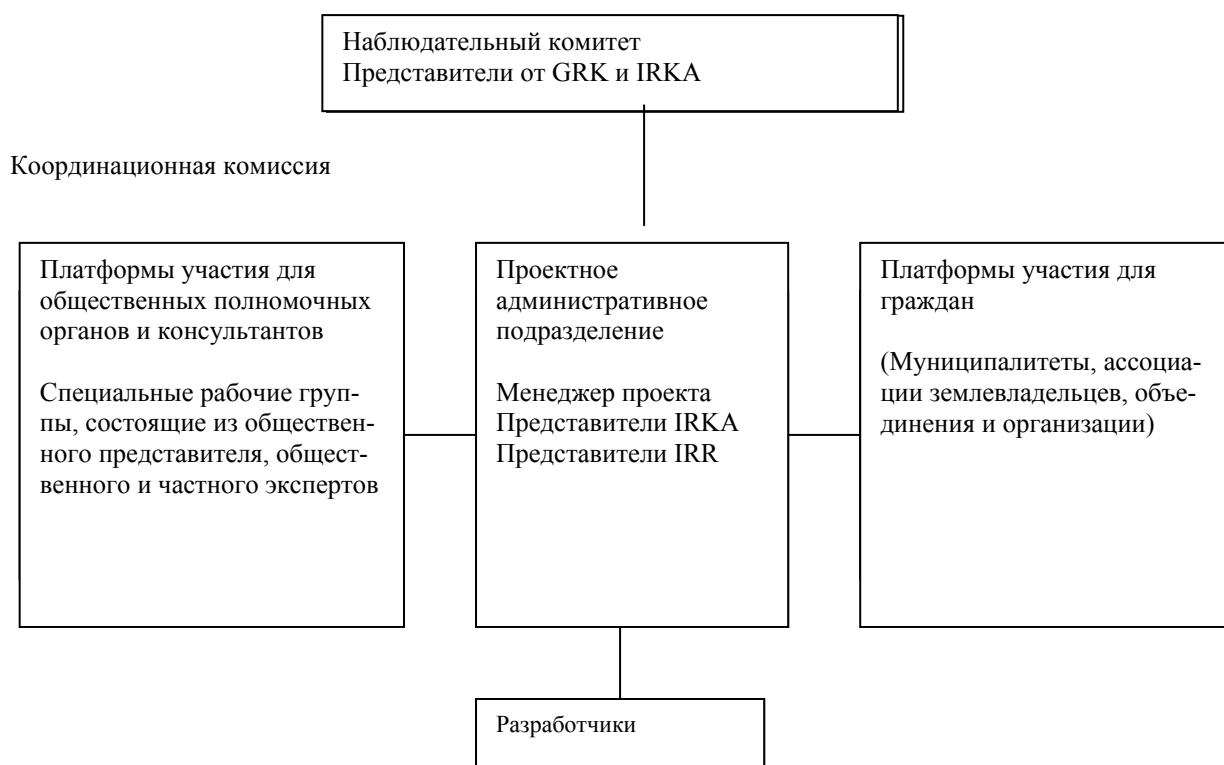 Наблюдательный комитет
Представители от GRK и IRKA
Координационная комиссия
Платформы участия для
общественных полномочных
органов и консультантов
Специальные рабочие груп-
пы, состоящие из общественн-
ного представителя, общест-
венного и частного экспертов
Проектное
административное
подразделение
Менеджер проекта
Представители IRKA
Представители IRR
Платформы участия для
граждан
(Муниципалитеты, ассоциа-
ции землевладельцев, объе-
динения и организации)
Разработчики